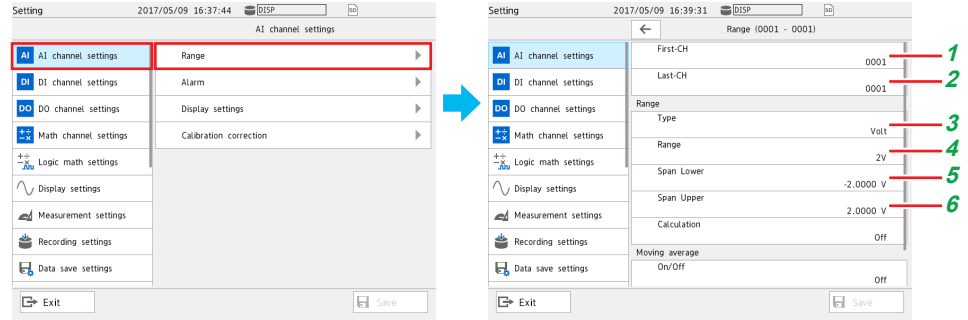 Setting 2017/05/09 16:37:44 DISP SD
AI channel settings
AI AI channel settings
DI DI channel settings
DO DO channel settings
+÷−× Math channel settings
+÷−× Logic math settings
Display settings
Measurement settings
Recording settings
Data save settings
Range
Alarm
Display settings
Calibration correction
Exit
Save
Setting 2017/05/09 16:39:31 DISP SD
Range (0001 - 0001)
AI AI channel settings
DI DI channel settings
DO DO channel settings
+÷−× Math channel settings
+÷−× Logic math settings
Display settings
Measurement settings
Recording settings
Data save settings
First-CH
0001
1
Last-CH
0001
2
Range
Type
Volt
3
Range
2V
4
Span Lower
-2.0000 V
5
Span Upper
2.0000 V
6
Calculation
Off
Moving average
On/Off
Off
Exit
Save